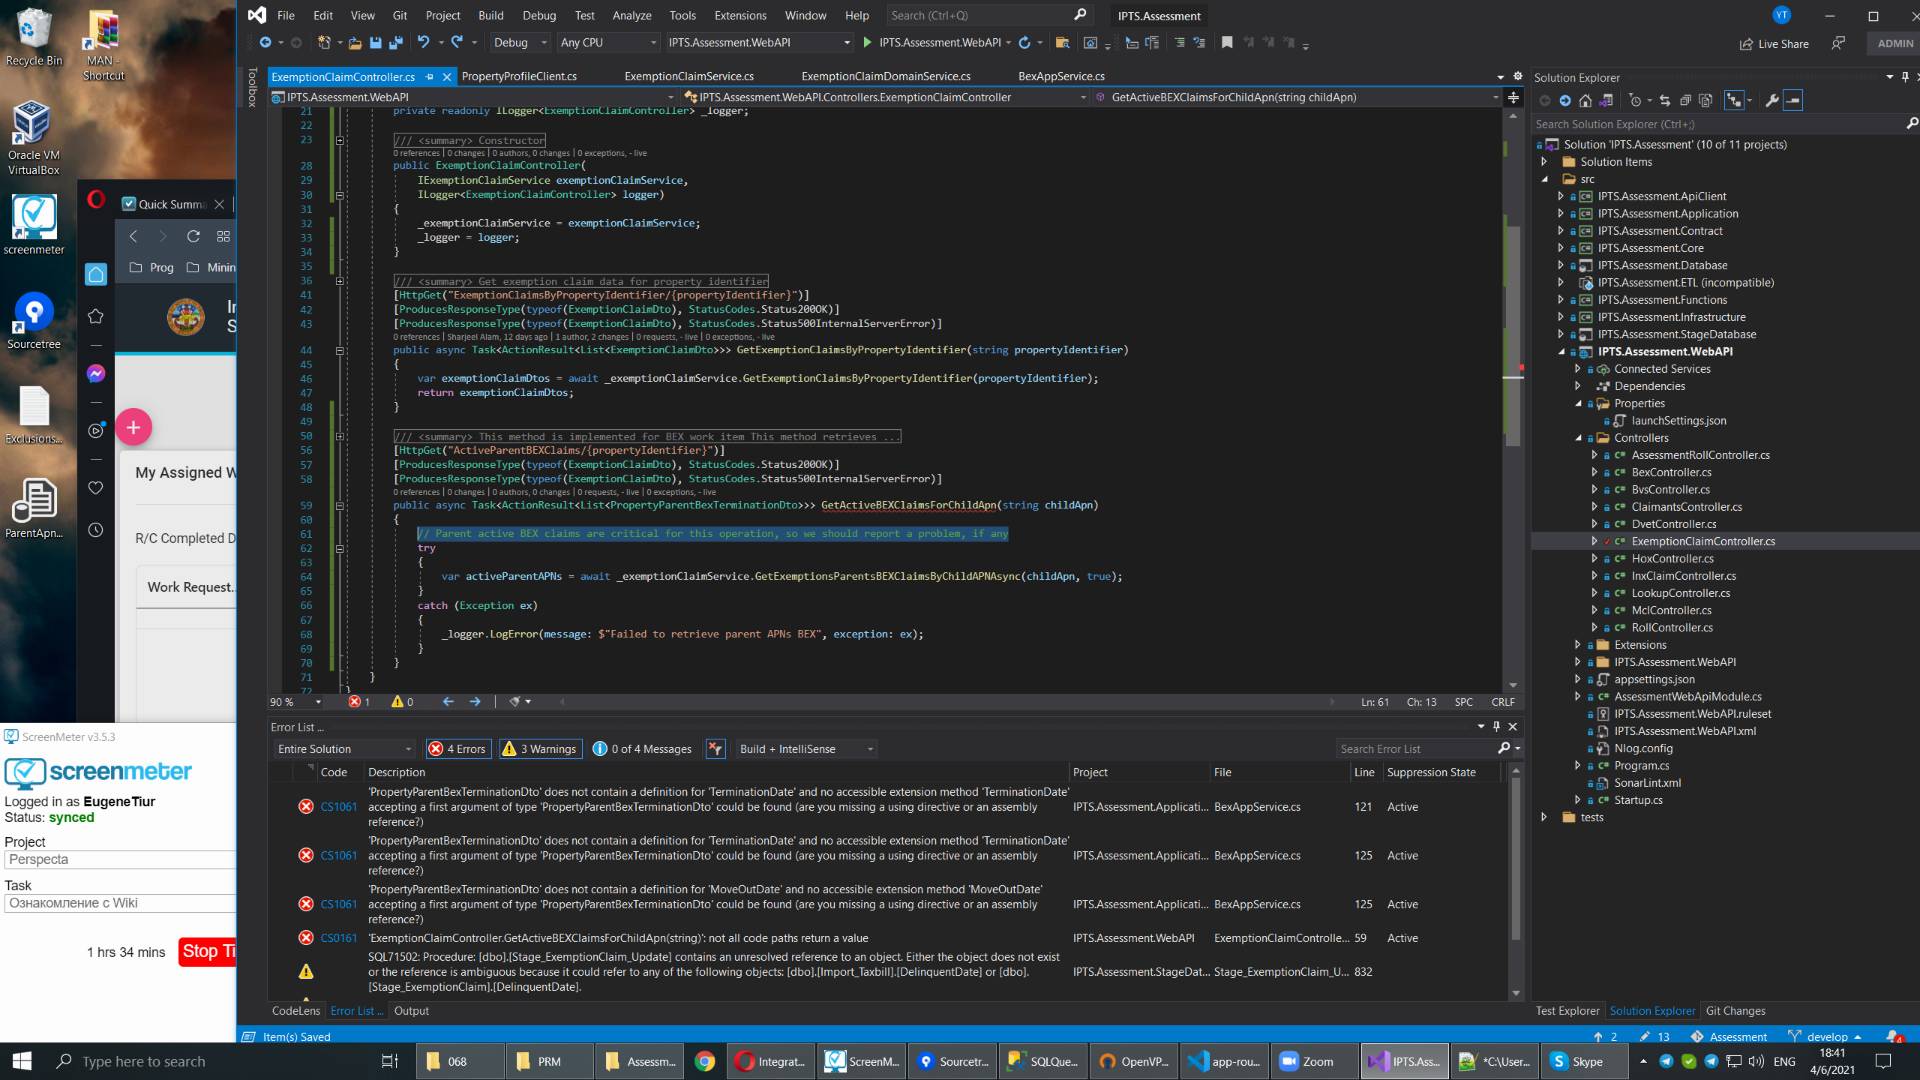 Recycle Bin
MAN - Shortcut
Oracle VM VirtualBox
screenmeter
Sourcetree
Exclusions...
ParentApn...
Quick Summa
Prog
Minin
My Assigned W
R/C Completed D
Work Request...
ScreenMeter v3.5.3
screenmeter
Logged in as EugeneTiur
Status: synced
Project
Perspecta
Task
Ознакомление с Wiki
1 hrs 34 mins
Stop Ti
File Edit View Git Project Build Debug Test Analyze Tools Extensions Window Help Search (Ctrl+Q) IPTS.Assessment YT
Debug Any CPU IPTS.Assessment.WebAPI IPTS.Assessment.WebAPI Live Share ADMIN
Toolbox
ExemptionClaimController.cs PropertyProfileClient.cs ExemptionClaimService.cs ExemptionClaimDomainService.cs BexAppService.cs
IPTS.Assessment.WebAPI IPTS.Assessment.WebAPI.Controllers.ExemptionClaimController GetActiveBEXClaimsForChildApn(string childApn)
21 private readonly ILogger<ExemptionClaimController> _logger;
22
23 /// <summary> Constructor
0 references | 0 changes | 0 authors, 0 changes | 0 exceptions, - live
28 public ExemptionClaimController(
29 IExemptionClaimService exemptionClaimService,
30 ILogger<ExemptionClaimController> logger)
31 {
32 _exemptionClaimService = exemptionClaimService;
33 _logger = logger;
34 }
35
36 /// <summary> Get exemption claim data for property identifier
41 [HttpGet("ExemptionClaimsByPropertyIdentifier/{propertyIdentifier}")]
42 [ProducesResponseType(typeof(ExemptionClaimDto), StatusCodes.Status200OK)]
43 [ProducesResponseType(typeof(ExemptionClaimDto), StatusCodes.Status500InternalServerError)]
0 references | Sharjeel Alam, 12 days ago | 1 author, 2 changes | 0 requests, - live | 0 exceptions, - live
44 public async Task<ActionResult<List<ExemptionClaimDto>>> GetExemptionClaimsByPropertyIdentifier(string propertyIdentifier)
45 {
46 var exemptionClaimDtos = await _exemptionClaimService.GetExemptionClaimsByPropertyIdentifier(propertyIdentifier);
47 return exemptionClaimDtos;
48 }
49
50 /// <summary> This method is implemented for BEX work item This method retrieves ...
56 [HttpGet("ActiveParentBEXClaims/{propertyIdentifier}")]
57 [ProducesResponseType(typeof(ExemptionClaimDto), StatusCodes.Status200OK)]
58 [ProducesResponseType(typeof(ExemptionClaimDto), StatusCodes.Status500InternalServerError)]
0 references | 0 changes | 0 authors, 0 changes | 0 requests, - live | 0 exceptions, - live
59 public async Task<ActionResult<List<PropertyParentBexTerminationDto>>> GetActiveBEXClaimsForChildApn(string childApn)
60 {
61 // Parent active BEX claims are critical for this operation, so we should report a problem, if any
62 try
63 {
64 var activeParentAPNs = await _exemptionClaimService.GetExemptionsParentsBEXClaimsByChildAPNAsync(childApn, true);
65 }
66 catch (Exception ex)
67 {
68 _logger.LogError(message: $"Failed to retrieve parent APNs BEX", exception: ex);
69 }
70 }
71 }
72 }
90 % 1 0 Ln: 61 Ch: 13 SPC CRLF
Error List ...
Entire Solution 4 Errors 3 Warnings 0 of 4 Messages Build + IntelliSense Search Error List
Code Description Project File Line Suppression State
'PropertyParentBexTerminationDto' does not contain a definition for 'TerminationDate' and no accessible extension method 'TerminationDate'
CS1061 accepting a first argument of type 'PropertyParentBexTerminationDto' could be found (are you missing a using directive or an assembly IPTS.Assessment.Applicati... BexAppService.cs 121 Active
reference?)
'PropertyParentBexTerminationDto' does not contain a definition for 'TerminationDate' and no accessible extension method 'TerminationDate'
CS1061 accepting a first argument of type 'PropertyParentBexTerminationDto' could be found (are you missing a using directive or an assembly IPTS.Assessment.Applicati... BexAppService.cs 125 Active
reference?)
'PropertyParentBexTerminationDto' does not contain a definition for 'MoveOutDate' and no accessible extension method 'MoveOutDate'
CS1061 accepting a first argument of type 'PropertyParentBexTerminationDto' could be found (are you missing a using directive or an assembly IPTS.Assessment.Applicati... BexAppService.cs 125 Active
reference?)
CS0161 'ExemptionClaimController.GetActiveBEXClaimsForChildApn(string)': not all code paths return a value IPTS.Assessment.WebAPI ExemptionClaimControlle... 59 Active
SQL71502: Procedure: [dbo].[Stage_ExemptionClaim_Update] contains an unresolved reference to an object. Either the object does not exist
or the reference is ambiguous because it could refer to any of the following objects: [dbo].[Import_Taxbill].[DelinquentDate] or [dbo]. IPTS.Assessment.StageDat... Stage_ExemptionClaim_U... 832
[Stage_ExemptionClaim].[DelinquentDate].
CodeLens Error List ... Output
Solution Explorer
Search Solution Explorer (Ctrl+;)
Solution 'IPTS.Assessment' (10 of 11 projects)
Solution Items
src
IPTS.Assessment.ApiClient
IPTS.Assessment.Application
IPTS.Assessment.Contract
IPTS.Assessment.Core
IPTS.Assessment.Database
IPTS.Assessment.ETL (incompatible)
IPTS.Assessment.Functions
IPTS.Assessment.Infrastructure
IPTS.Assessment.StageDatabase
IPTS.Assessment.WebAPI
Connected Services
Dependencies
Properties
launchSettings.json
Controllers
AssessmentRollController.cs
BexController.cs
BvsController.cs
ClaimantsController.cs
DvetController.cs
ExemptionClaimController.cs
HoxController.cs
InxClaimController.cs
LookupController.cs
MclController.cs
RollController.cs
Extensions
IPTS.Assessment.WebAPI
appsettings.json
AssessmentWebApiModule.cs
IPTS.Assessment.WebAPI.ruleset
IPTS.Assessment.WebAPI.xml
Nlog.config
Program.cs
SonarLint.xml
Startup.cs
tests
Test Explorer Solution Explorer Git Changes
Item(s) Saved 2 13 Assessment develop 4
Type here to search 068 PRM Assessm... Integrat... ScreenM... Sourcetr... SQLQue... OpenVP... app-rou... Zoom IPTS.Ass... *C:\User... Skype ENG 18:41
4/6/2021